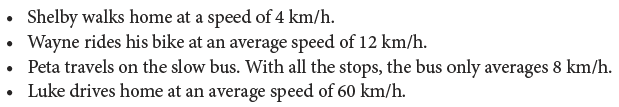 • Shelby walks home at a speed of 4 km/h.
• Wayne rides his bike at an average speed of 12 km/h.
• Peta travels on the slow bus. With all the stops, the bus only averages 8 km/h.
• Luke drives home at an average speed of 60 km/h.